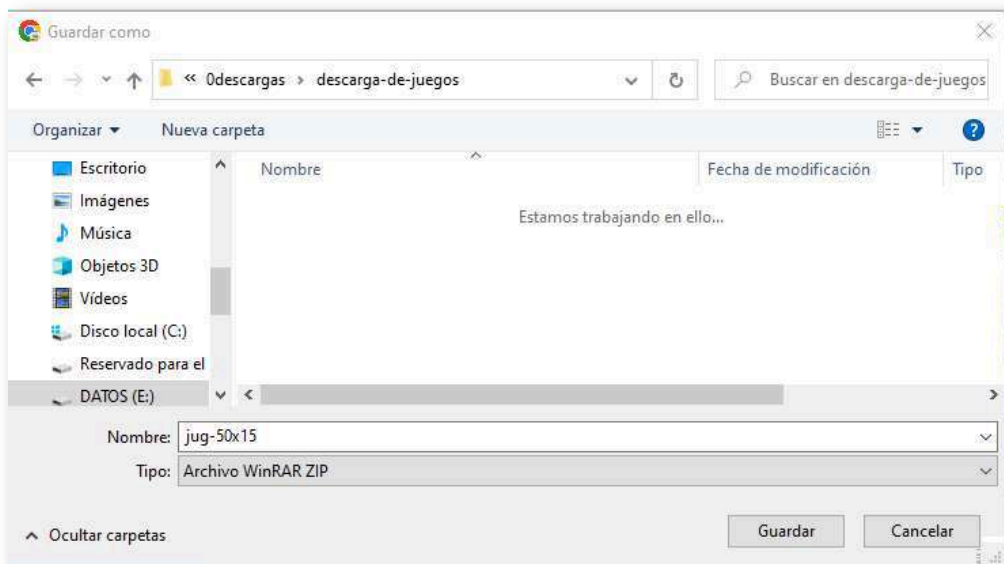 Guardar como
« 0descargas › descarga-de-juegos
Buscar en descarga-de-juegos
Organizar
Nueva carpeta
Escritorio
Imágenes
Música
Objetos 3D
Vídeos
Disco local (C:)
Reservado para el
DATOS (E:)
Nombre
Fecha de modificación
Tipo
Estamos trabajando en ello...
Nombre: jug-50x15
Tipo: Archivo WinRAR ZIP
Ocultar carpetas
Guardar
Cancelar